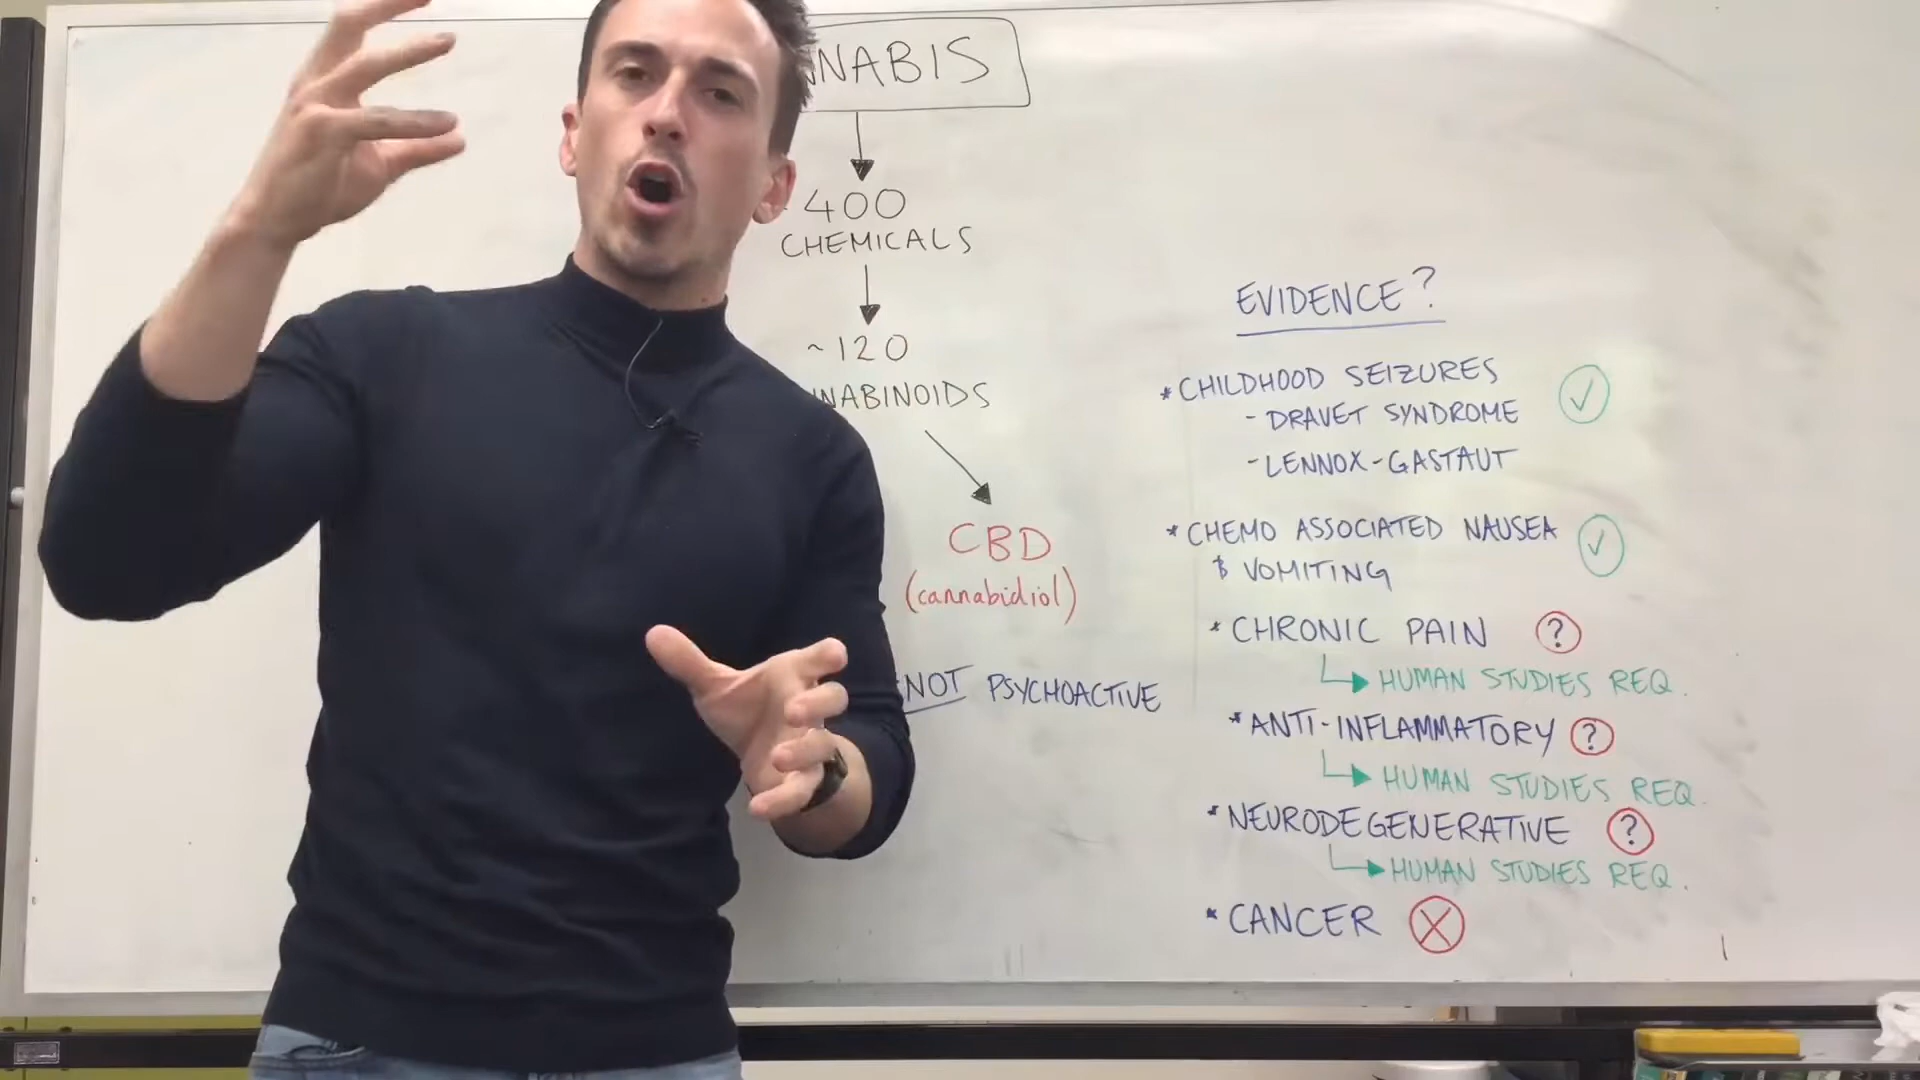 NNABIS
400
CHEMICALS
~120
NNABINOIDS
CBD
(cannabidiol)
NOT PSYCHOACTIVE
EVIDENCE?
* CHILDHOOD SEIZURES ✓
- DRAVET SYNDROME
- LENNOX-GASTAUT
* CHEMO ASSOCIATED NAUSEA ✓
& VOMITING
* CHRONIC PAIN ?
HUMAN STUDIES REQ.
* ANTI-INFLAMMATORY ?
HUMAN STUDIES REQ.
* NEURODEGENERATIVE ?
HUMAN STUDIES REQ.
* CANCER X